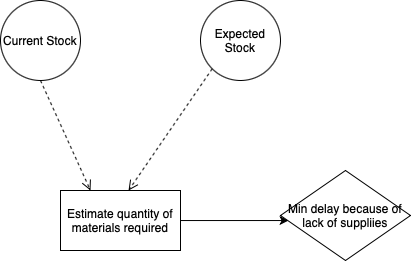 Current Stock
Expected
Stock
Estimate quantity of
materials required
Min delay because of
lack of suppliies